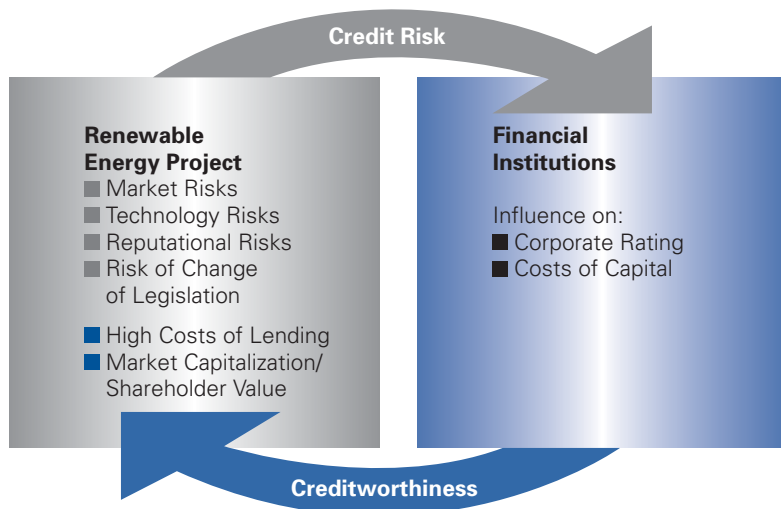 Credit Risk
Renewable
Energy Project
Market Risks
Technology Risks
Reputational Risks
Risk of Change
of Legislation
High Costs of Lending
Market Capitalization/
Shareholder Value
Financial
Institutions
Influence on:
Corporate Rating
Costs of Capital
Creditworthiness